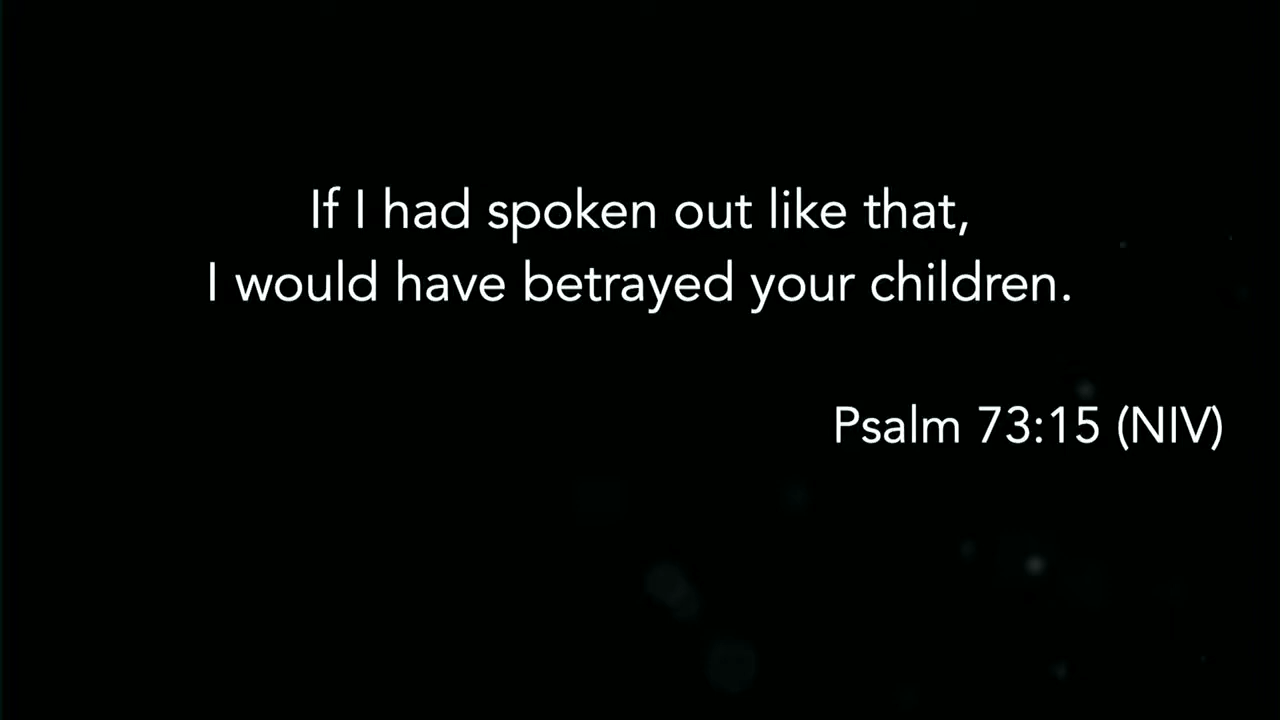 If I had spoken out like that,
I would have betrayed your children.
Psalm 73:15 (NIV)